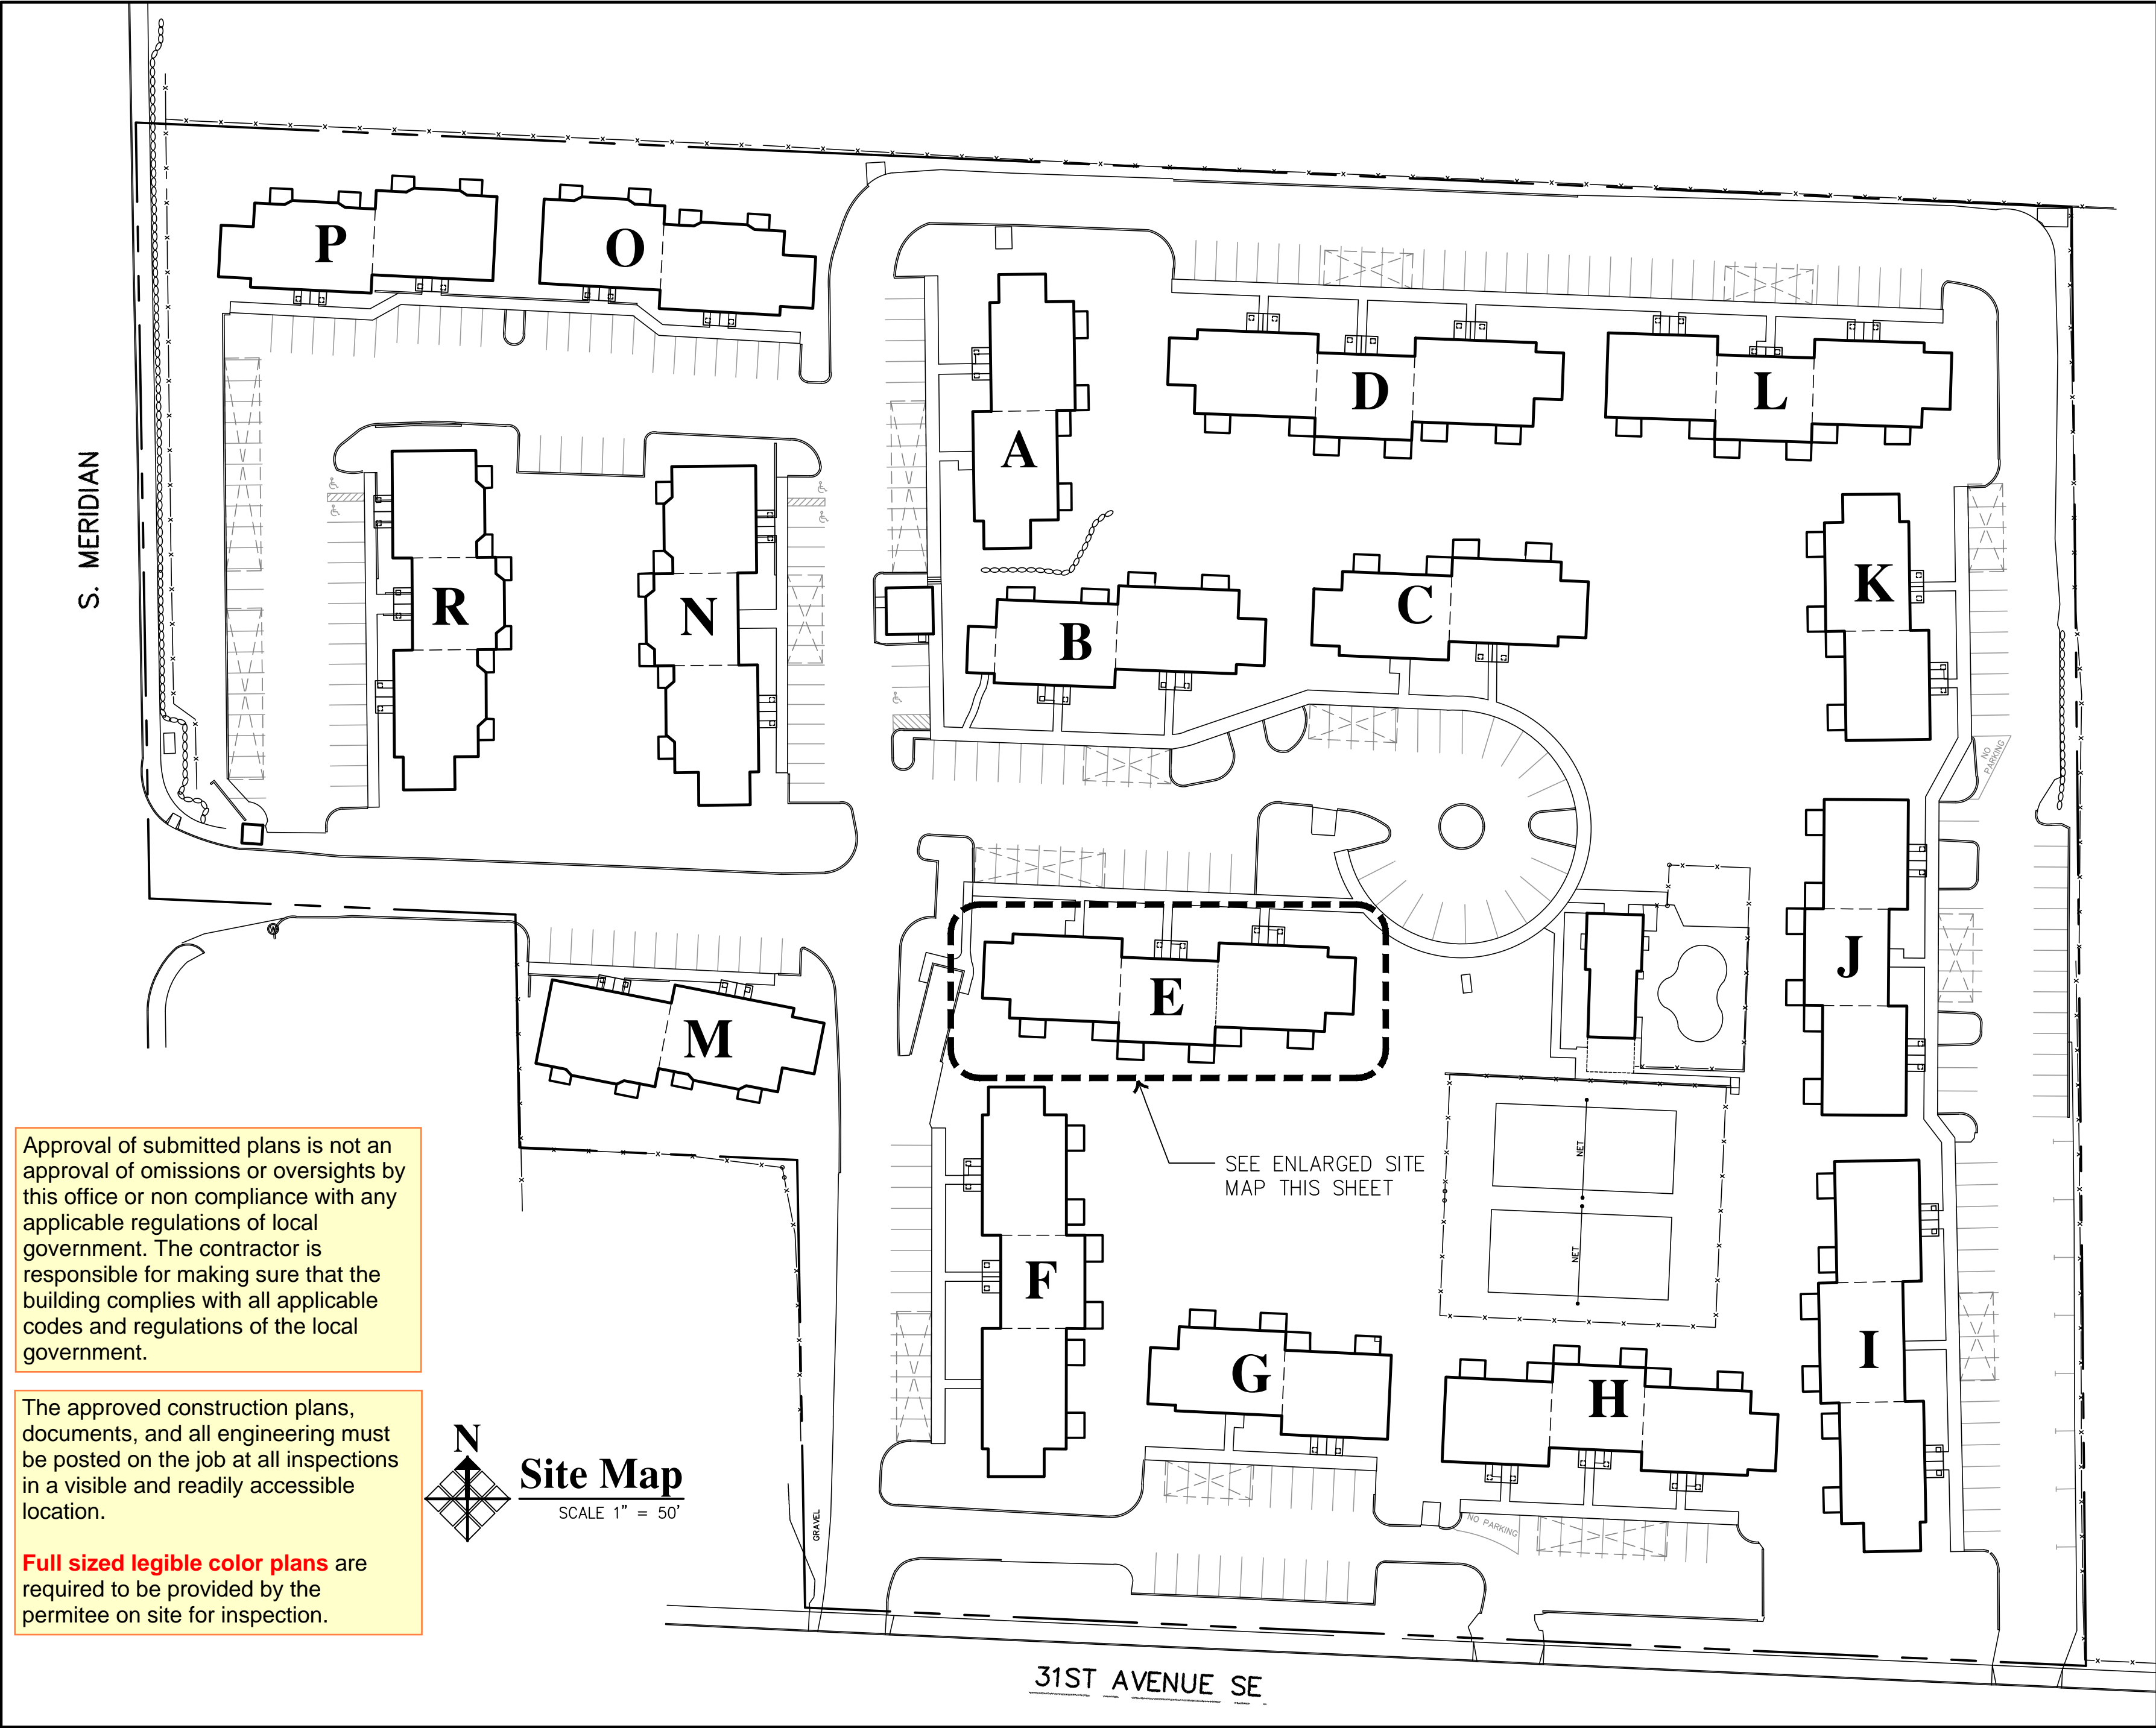 P
O
A
D
L
S. MERIDIAN
R
N
B
C
K
NO
PARKING
M
E
J
SEE ENLARGED SITE
MAP THIS SHEET
NET
NET
F
G
H
I
NO PARKING
GRAVEL
Approval of submitted plans is not an
approval of omissions or oversights by
this office or non compliance with any
applicable regulations of local
government. The contractor is
responsible for making sure that the
building complies with all applicable
codes and regulations of the local
government.
The approved construction plans,
documents, and all engineering must
be posted on the job at all inspections
in a visible and readily accessible
location.
Full sized legible color plans are
required to be provided by the
permitee on site for inspection.
N
Site Map
SCALE 1" = 50'
31ST AVENUE SE